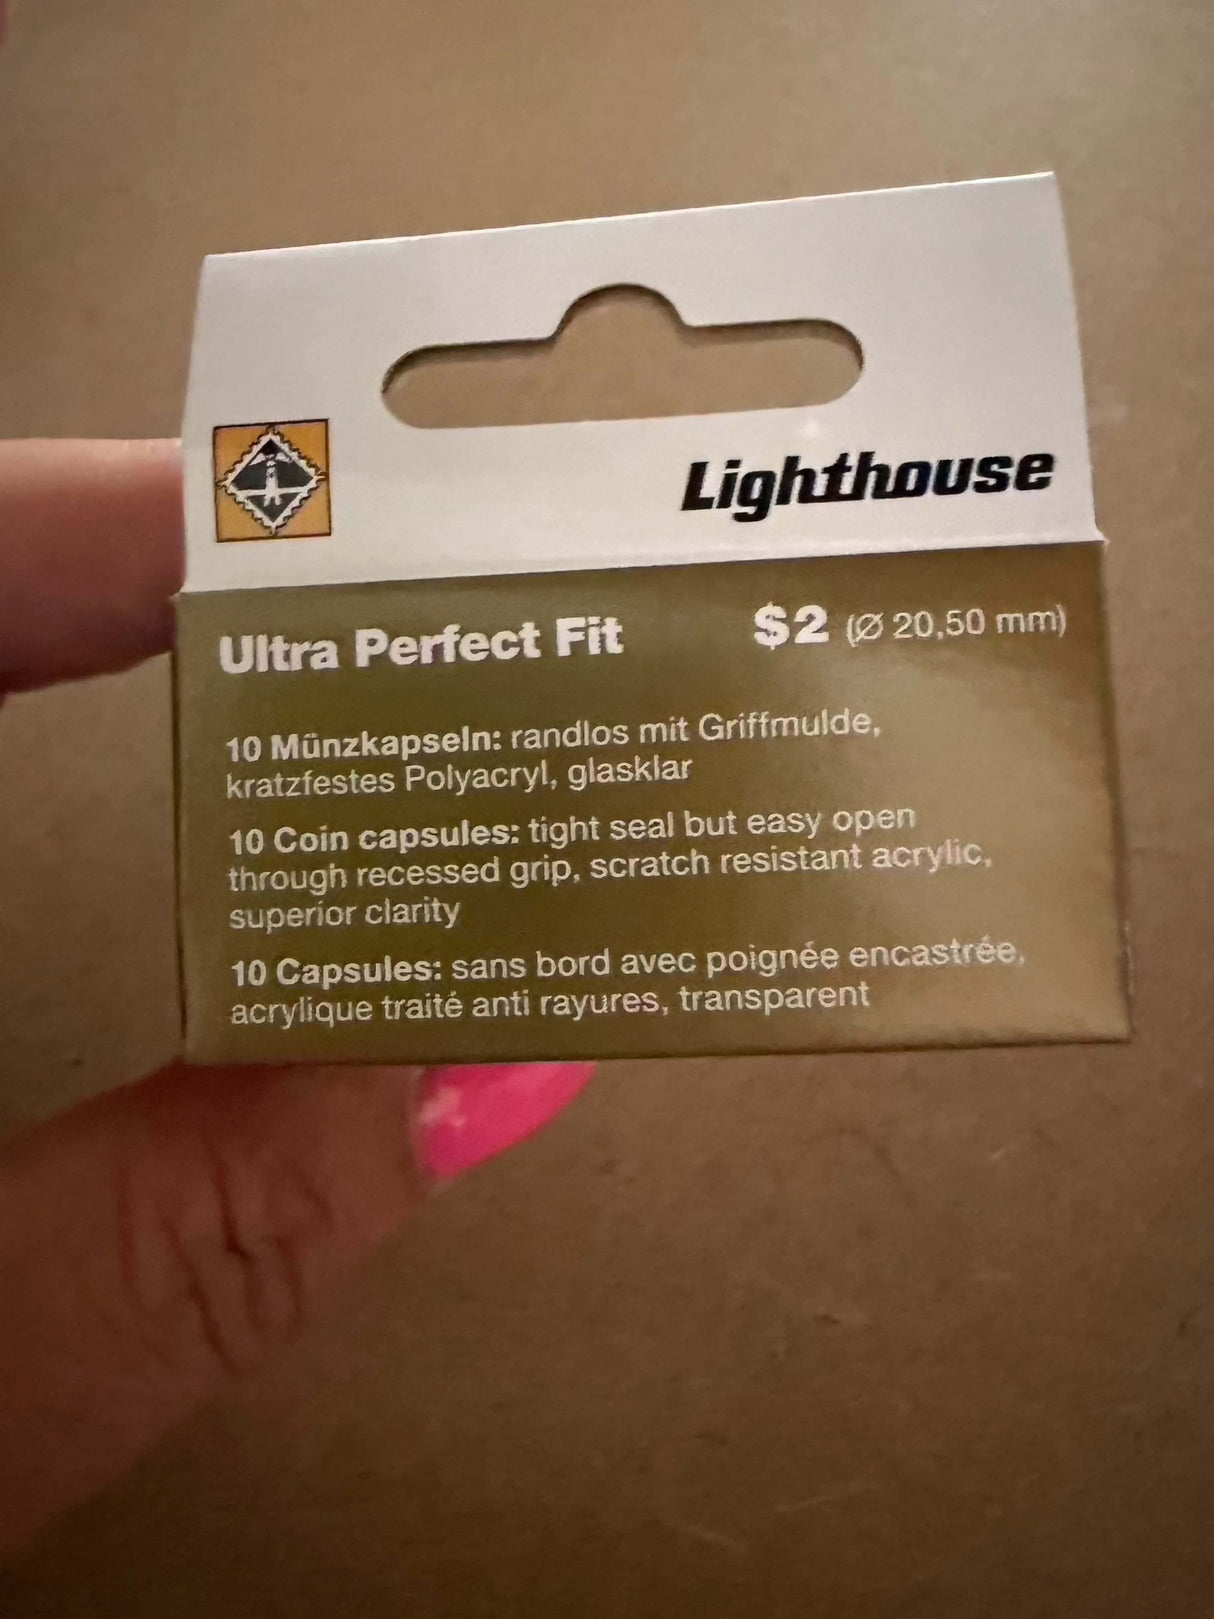 Lighthouse
Ultra Perfect Fit $2 (Ø 20,50 mm)
10 Münzkapseln: randlos mit Griffmulde,
kratzfestes Polyacryl, glasklar
10 Coin capsules: tight seal but easy open
through recessed grip, scratch resistant acrylic,
superior clarity
10 Capsules: sans bord avec poignée encastrée,
acrylique traité anti rayures, transparent